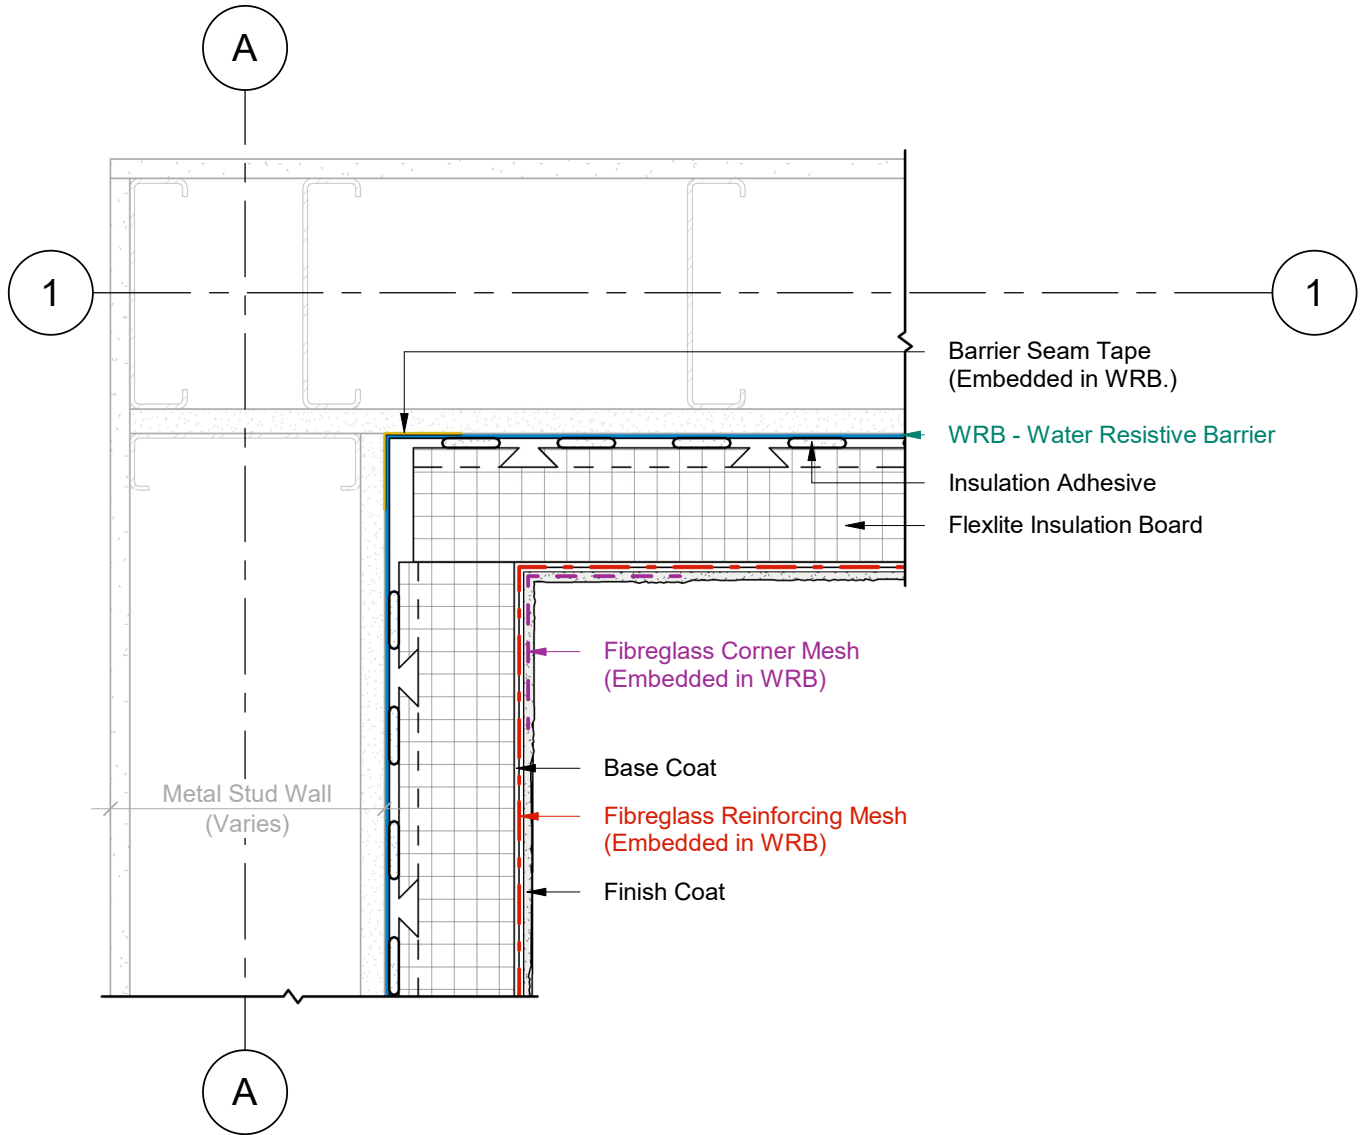 A
1
1
Barrier Seam Tape
(Embedded in WRB.)
WRB - Water Resistive Barrier
Insulation Adhesive
Flexlite Insulation Board
Fibreglass Corner Mesh
(Embedded in WRB)
Base Coat
Metal Stud Wall
(Varies)
Fibreglass Reinforcing Mesh
(Embedded in WRB)
Finish Coat
A